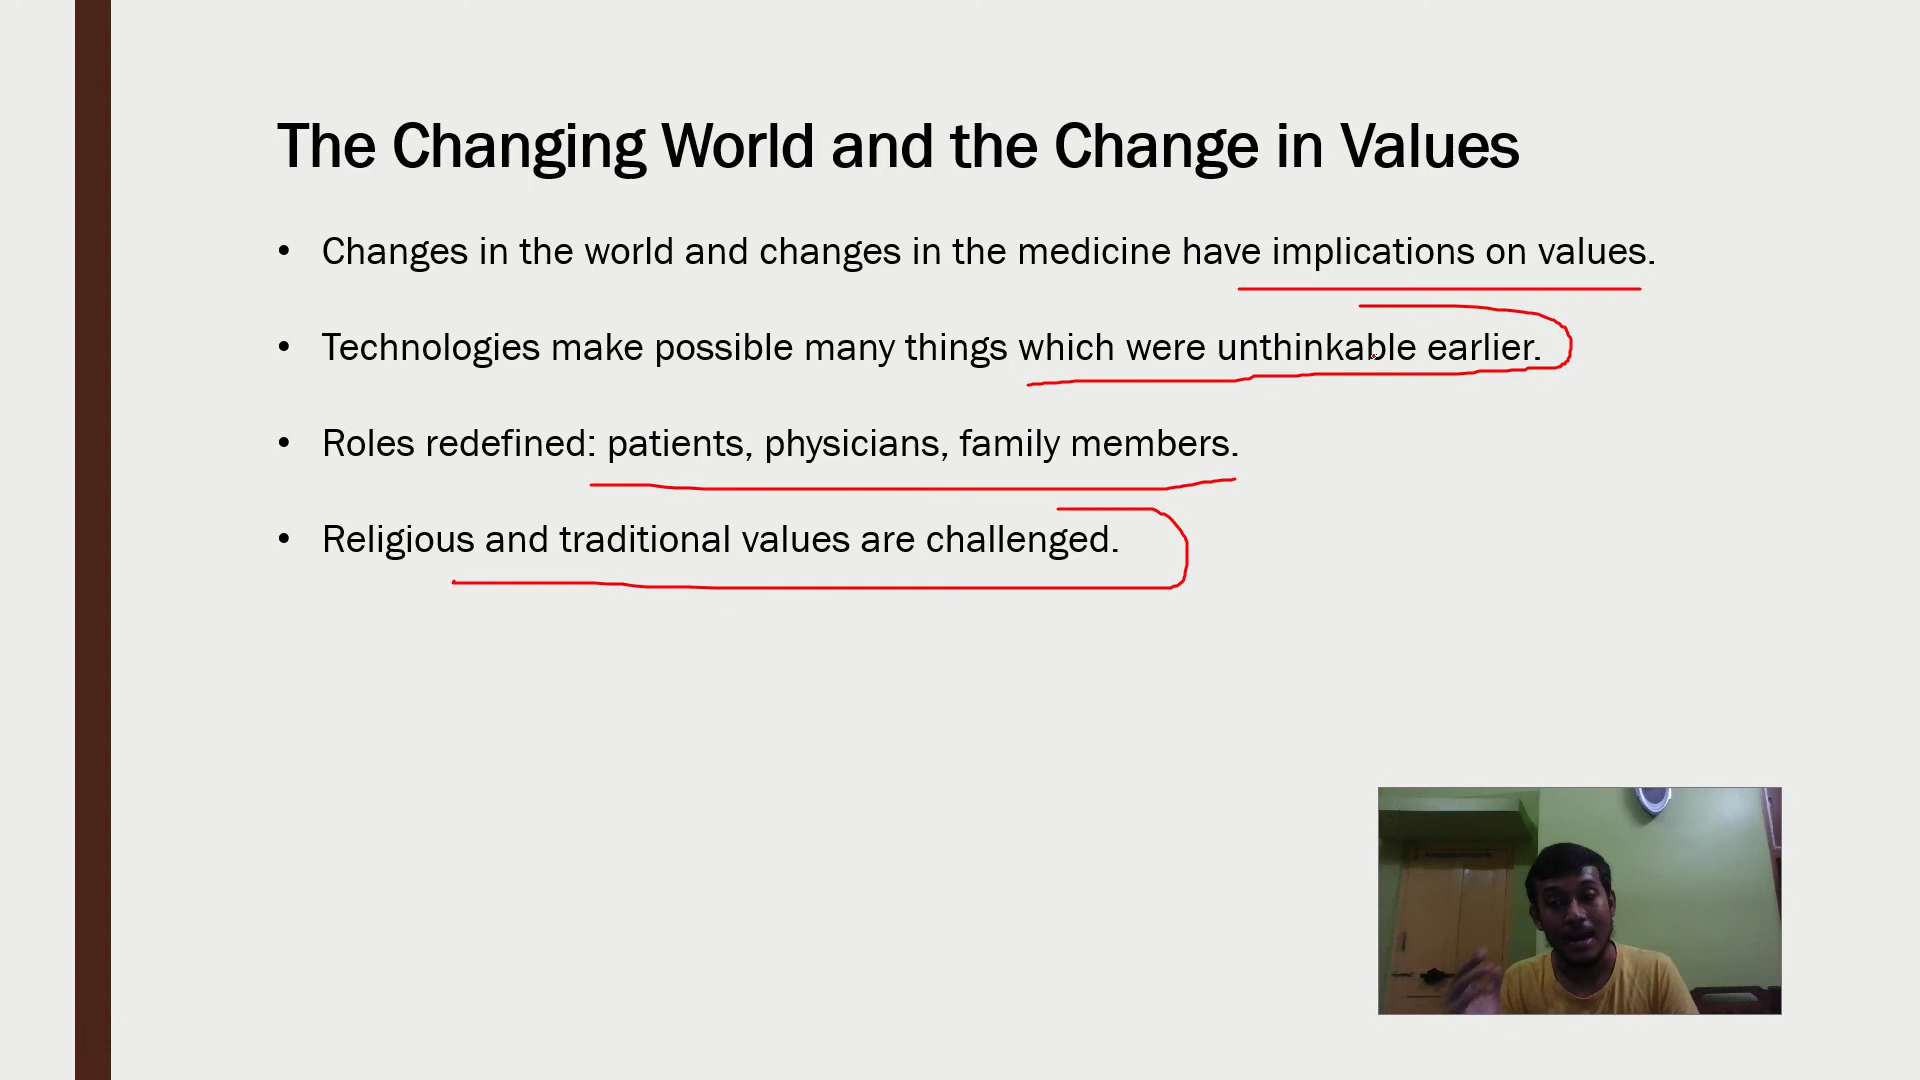 The Changing World and the Change in Values
• Changes in the world and changes in the medicine have implications on values.
• Technologies make possible many things which were unthinkable earlier.
• Roles redefined: patients, physicians, family members.
• Religious and traditional values are challenged.